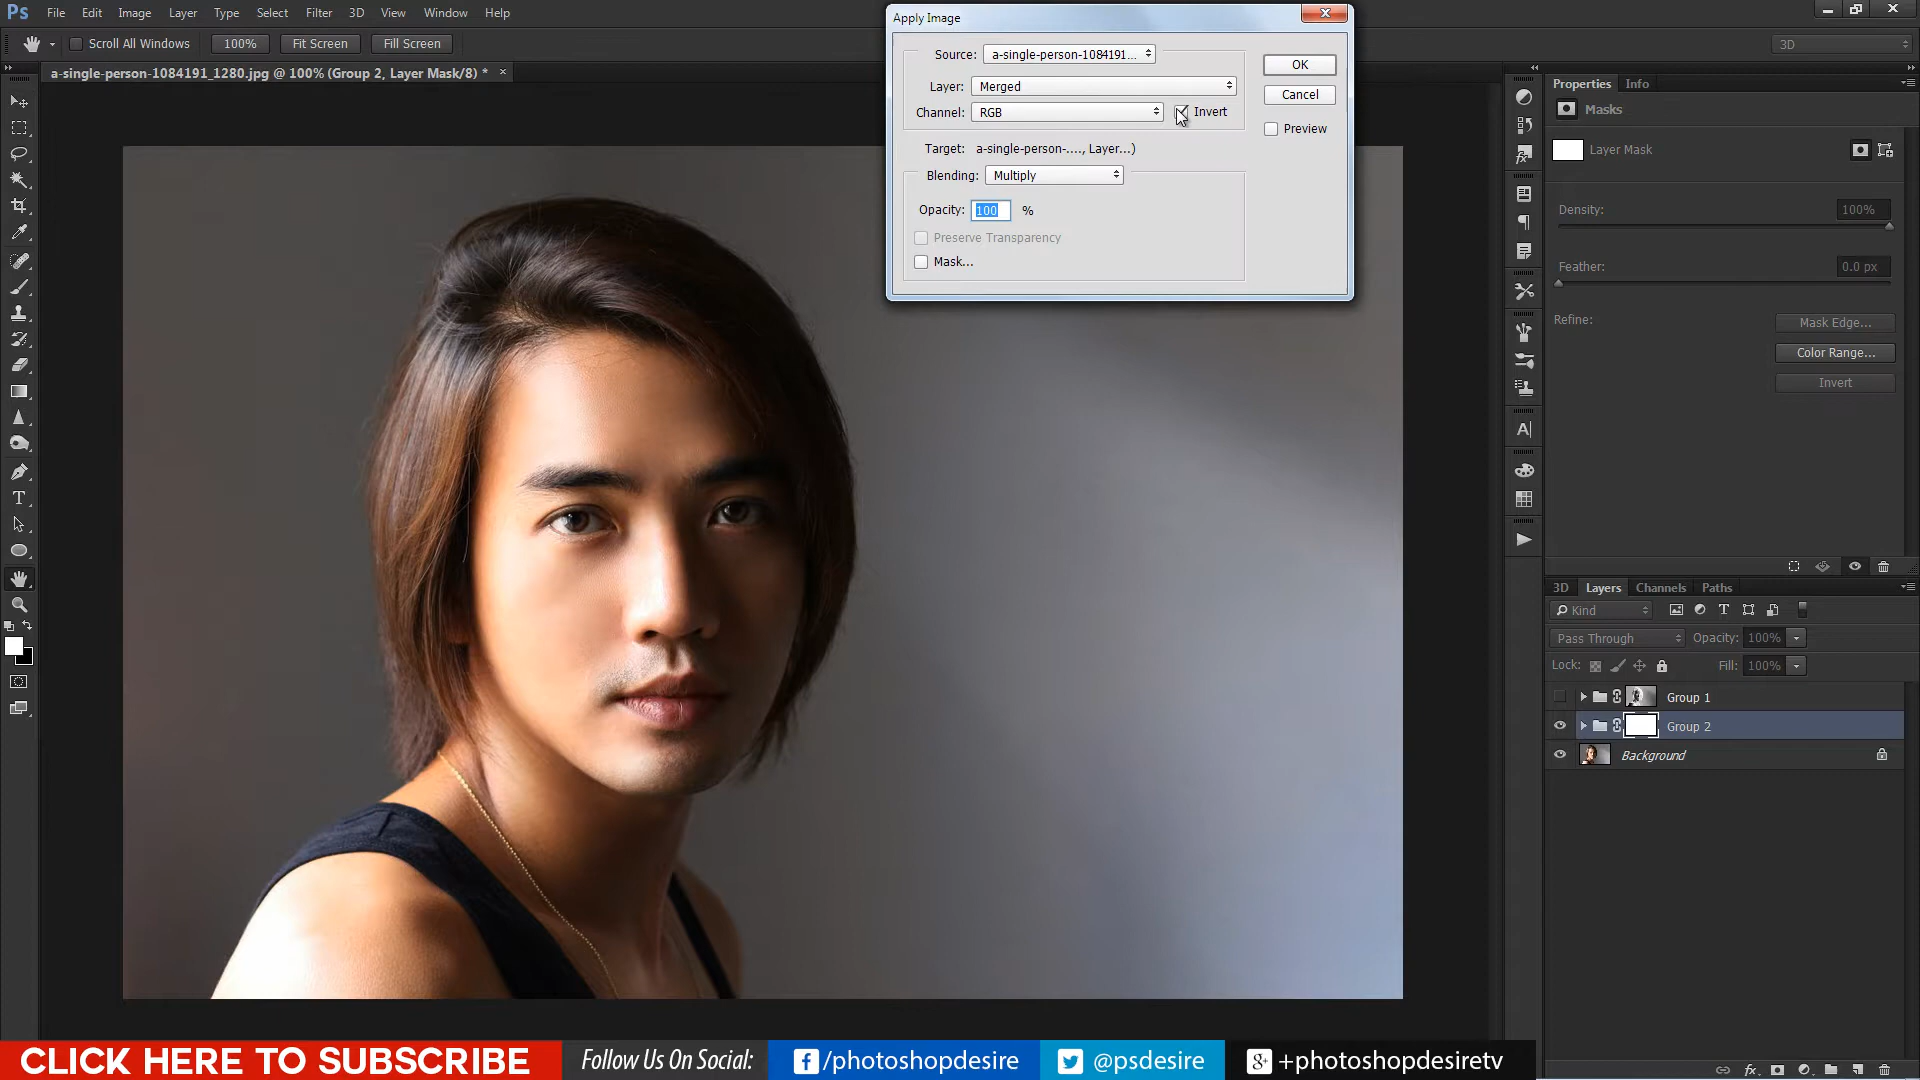 Ps File Edit Image Layer Type Select Filter 3D View Window Help
Scroll All Windows 100% Fit Screen Fill Screen 3D
a-single-person-1084191_1280.jpg @ 100% (Group 2, Layer Mask/8) * ×
Apply Image
Source: a-single-person-1084191...
Layer: Merged
Channel: RGB Invert
Target: a-single-person-...., Layer...)
Blending: Multiply
Opacity: 100 %
Preserve Transparency
Mask...
OK
Cancel
Preview
Properties Info
Masks
Layer Mask
Density: 100%
Feather: 0.0 px
Refine: Mask Edge...
Color Range...
Invert
3D Layers Channels Paths
Kind
Pass Through Opacity: 100%
Lock: Fill: 100%
Group 1
Group 2
Background
CLICK HERE TO SUBSCRIBE Follow Us On Social: /photoshopdesire @psdesire +photoshopdesiretv